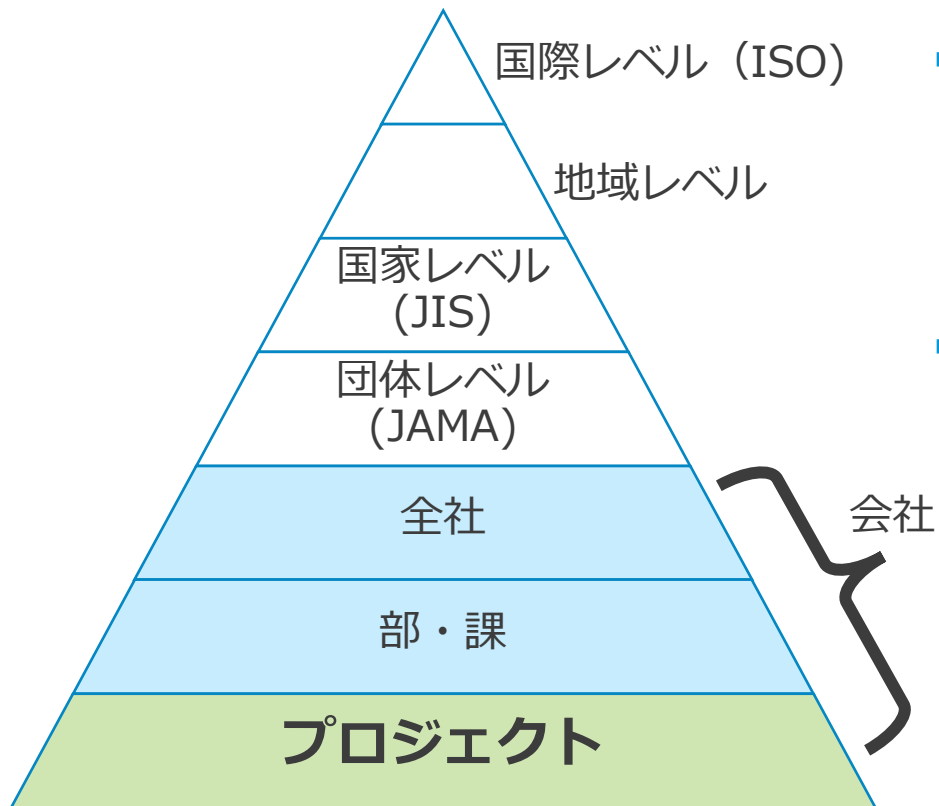 国際レベル（ISO)
地域レベル
国家レベル
(JIS)
団体レベル
(JAMA)
全社
会社
部・課
プロジェクト